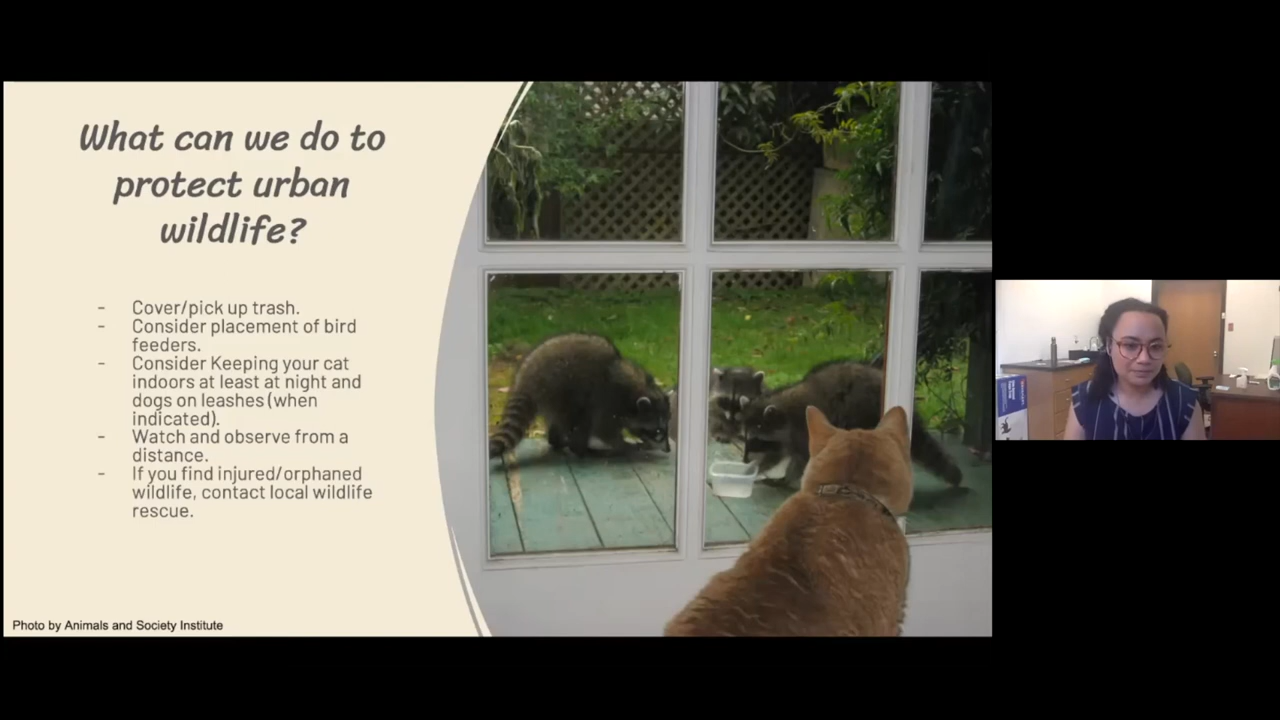 What can we do to
protect urban
wildlife?
- Cover/pick up trash.
- Consider placement of bird
feeders.
- Consider Keeping your cat
indoors at least at night and
dogs on leashes (when
indicated).
- Watch and observe from a
distance.
- If you find injured/orphaned
wildlife, contact local wildlife
rescue.
Photo by Animals and Society Institute